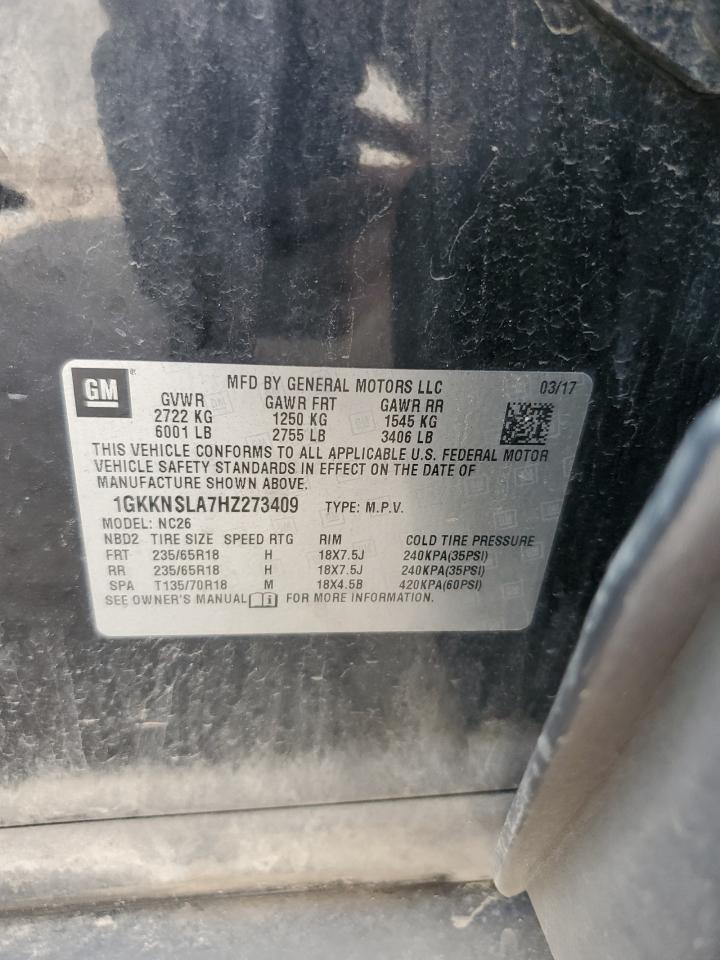 GM ® MFD BY GENERAL MOTORS LLC 03/17
GVWR GAWR FRT GAWR RR
2722 KG 1250 KG 1545 KG
6001 LB 2755 LB 3406 LB
THIS VEHICLE CONFORMS TO ALL APPLICABLE U.S. FEDERAL MOTOR
VEHICLE SAFETY STANDARDS IN EFFECT ON THE DATE OF
MANUFACTURE SHOWN ABOVE.
1GKKNSLA7HZ273409 TYPE: M.P.V.
MODEL: NC26
NBD2 TIRE SIZE SPEED RTG RIM COLD TIRE PRESSURE
FRT 235/65R18 H 18X7.5J 240KPA(35PSI)
RR 235/65R18 H 18X7.5J 240KPA(35PSI)
SPA T135/70R18 M 18X4.5B 420KPA(60PSI)
SEE OWNER'S MANUAL i FOR MORE INFORMATION.